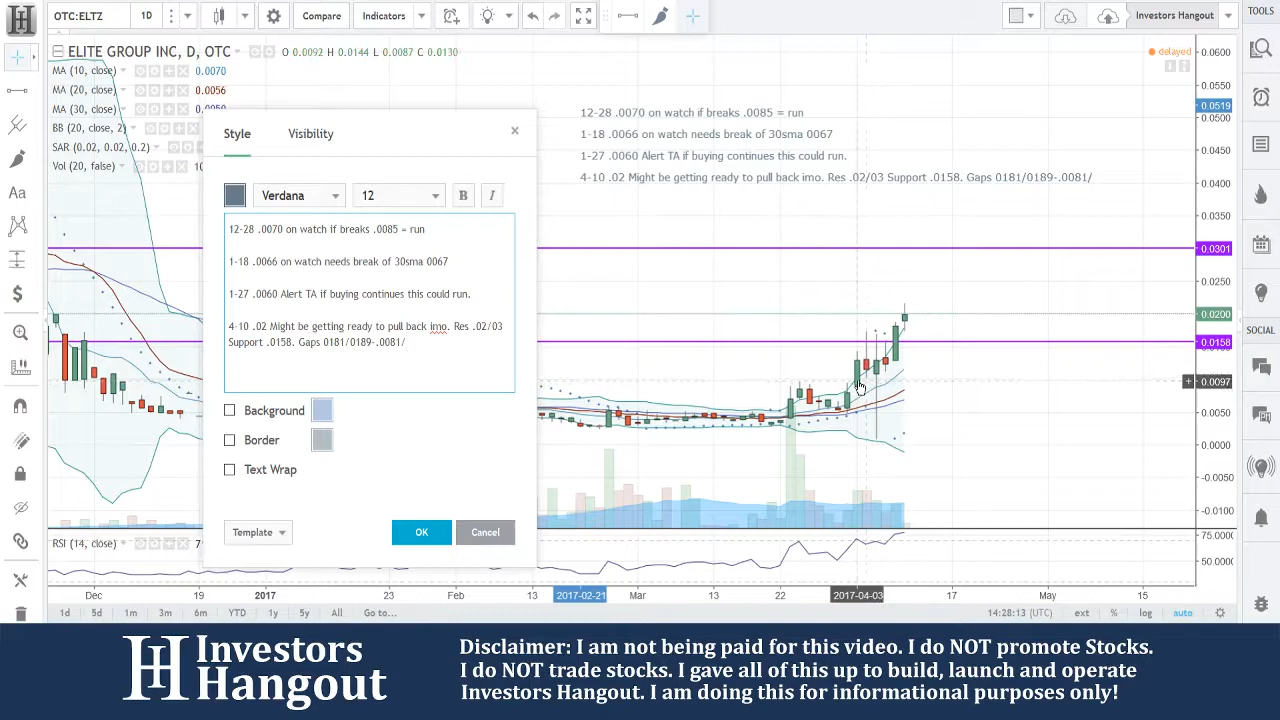 OTC:ELTZ 1D Compare Indicators Investors Hangout TOOLS
ELITE GROUP INC, D, OTC O 0.0092 H 0.0144 L 0.0087 C 0.0130 delayed
MA (10, close) 0.0070
MA (20, close) 0.0056
MA (30, close)
BB (20, close, 2)
SAR (0.02, 0.02, 0.2)
Vol (20, false)
12-28 .0070 on watch if breaks .0085 = run
1-18 .0066 on watch needs break of 30sma 0067
1-27 .0060 Alert TA if buying continues this could run.
4-10 .02 Might be getting ready to pull back imo. Res .02/03 Support .0158. Gaps 0181/0189-.0081/
Style Visibility
Verdana 12 B I
12-28 .0070 on watch if breaks .0085 = run
1-18 .0066 on watch needs break of 30sma 0067
1-27 .0060 Alert TA if buying continues this could run.
4-10 .02 Might be getting ready to pull back imo. Res .02/03
Support .0158. Gaps 0181/0189-.0081/
Background
Border
Text Wrap
Template OK Cancel
0.0600
0.0550
0.0519
0.0500
0.0450
0.0400
0.0350
0.0301
0.0250
0.0200
0.0158
0.0097
0.0050
0.0000
-0.0050
-0.0100
75.0000
50.0000
SOCIAL
RSI (14, close) 7
Dec 19 2017 23 Feb 13 2017-02-21 Mar 13 22 2017-04-03 17 May 15
1d 5d 1m 3m 6m YTD 1y 5y All Go to... 14:28:13 (UTC) ext % log auto
Investors
Hangout
Disclaimer: I am not being paid for this video. I do NOT promote Stocks.
I do NOT trade stocks. I gave all of this up to build, launch and operate
Investors Hangout. I am doing this for informational purposes only!